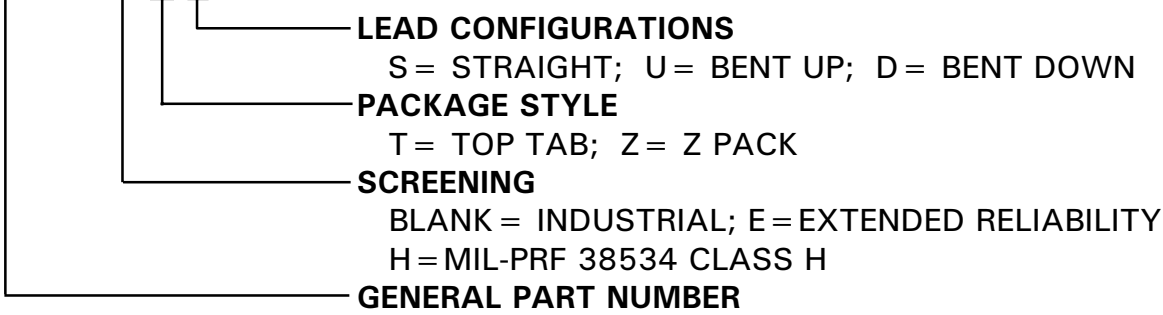 LEAD CONFIGURATIONS
S= STRAIGHT; U= BENT UP; D= BENT DOWN
PACKAGE STYLE
T= TOP TAB; Z= Z PACK
SCREENING
BLANK= INDUSTRIAL; E=EXTENDED RELIABILITY
H=MIL-PRF 38534 CLASS H
GENERAL PART NUMBER